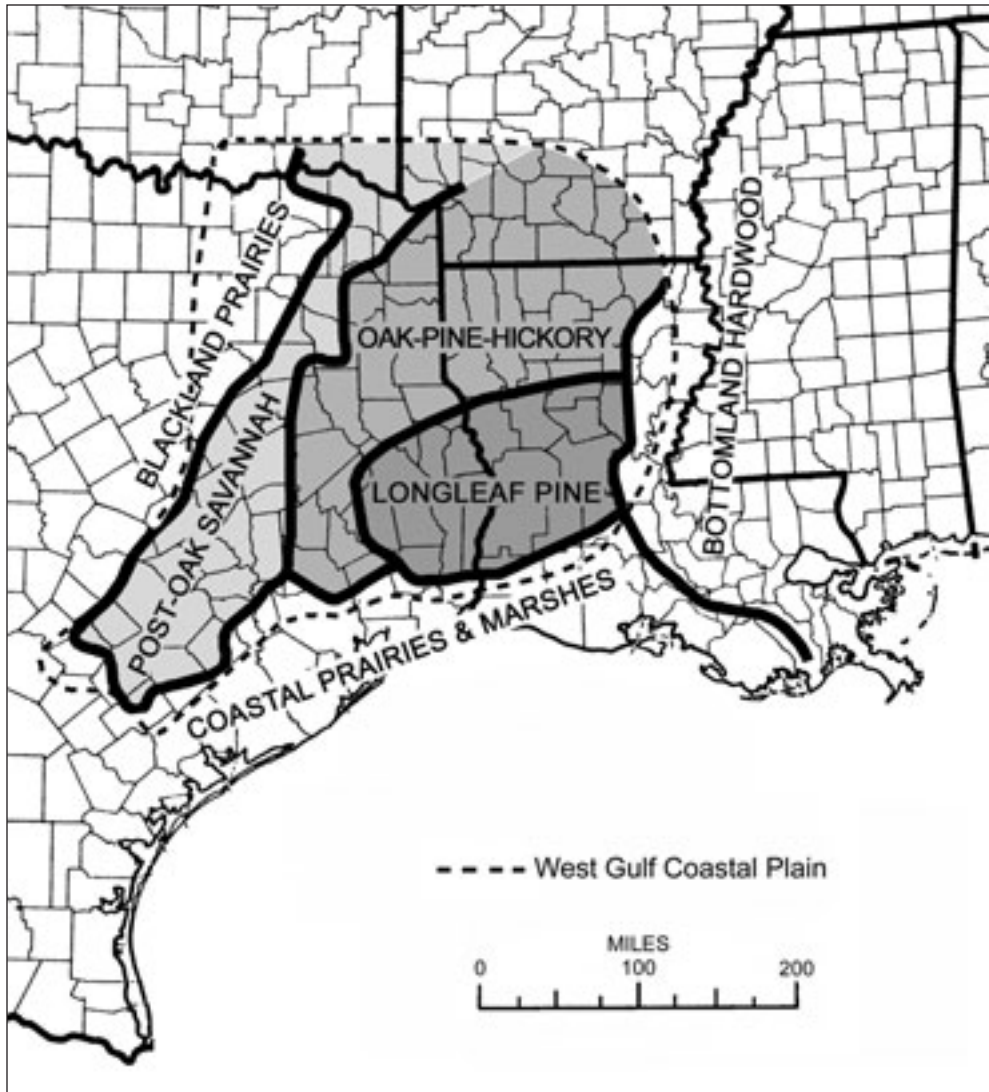 BLACKLAND PRAIRIES
BOTTOMLAND HARDWOOD
OAK-PINE-HICKORY
POST-OAK SAVANNAH
LONGLEAF PINE
COASTAL PRAIRIES & MARSHES
West Gulf Coastal Plain
MILES
0 100 200